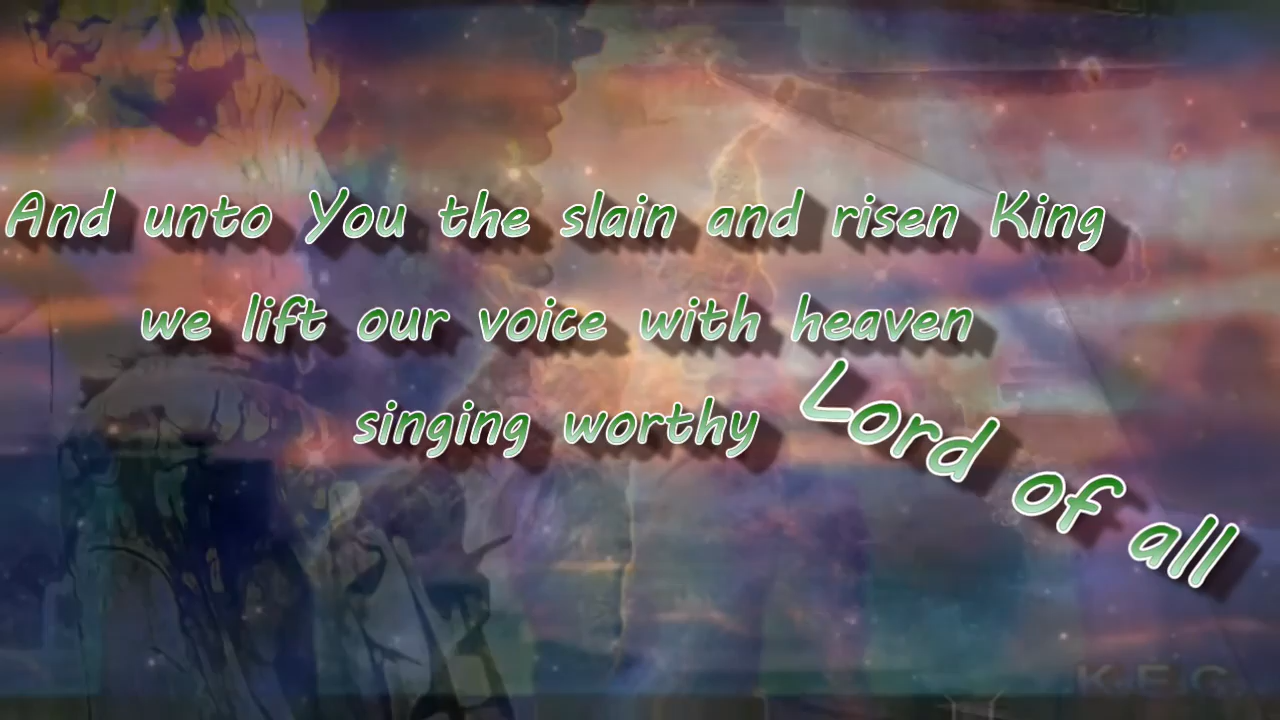 And unto You the slain and risen King
we lift our voice with heaven
singing worthy Lord of all
K.E.C.